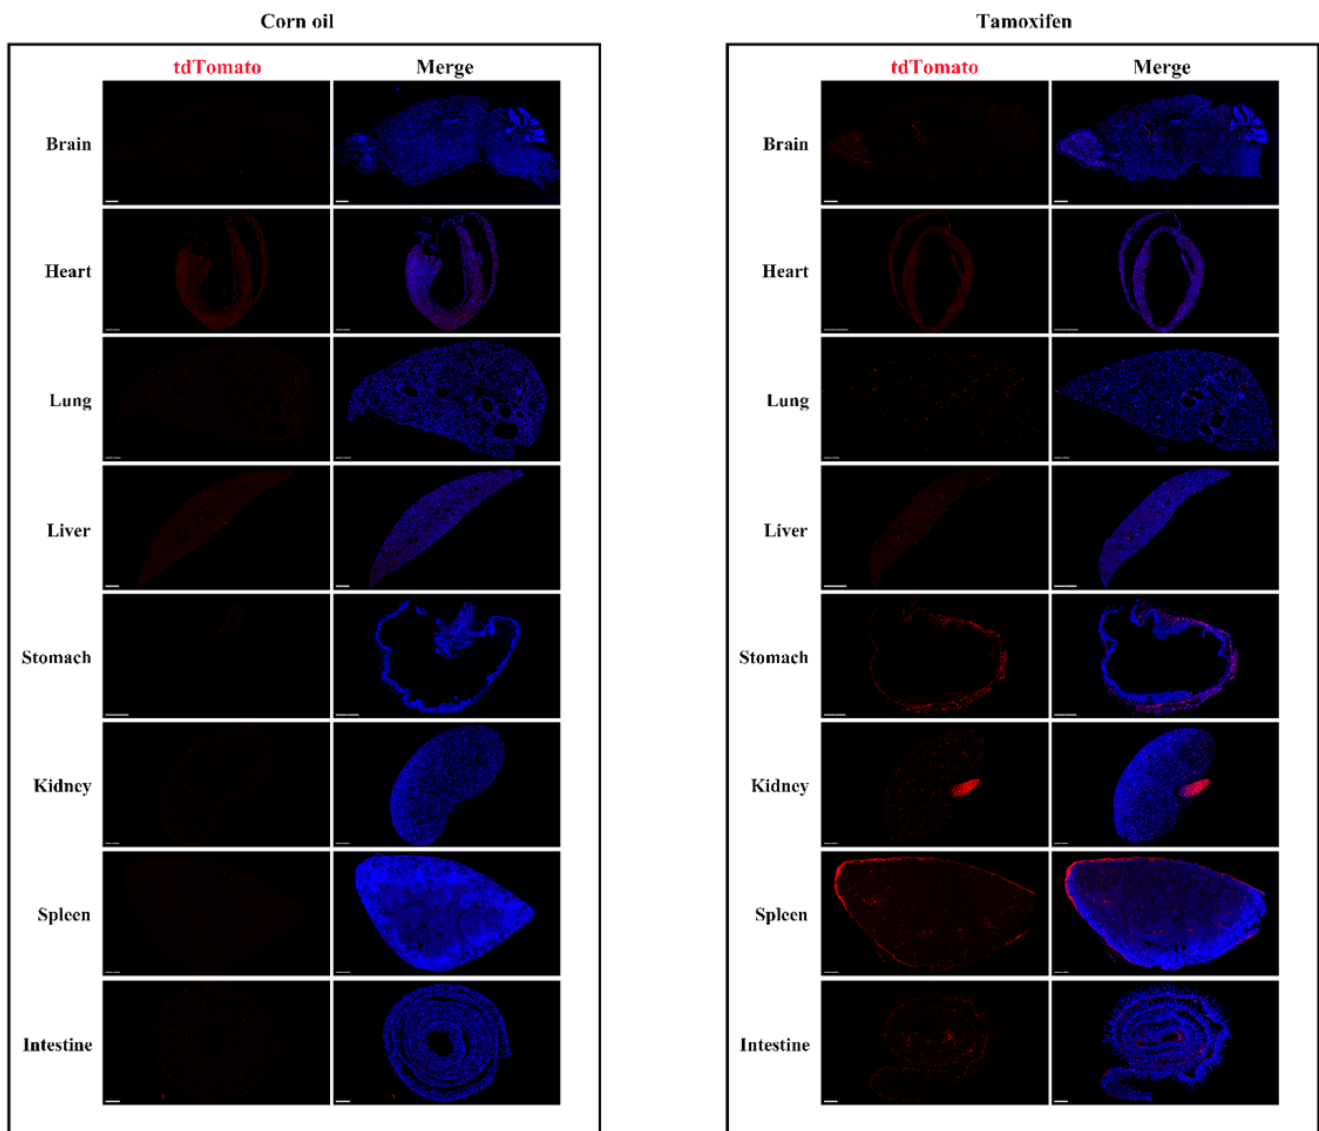 Corn oil
tdTomato Merge
Brain
Heart
Lung
Liver
Stomach
Kidney
Spleen
Intestine
Tamoxifen
tdTomato Merge
Brain
Heart
Lung
Liver
Stomach
Kidney
Spleen
Intestine